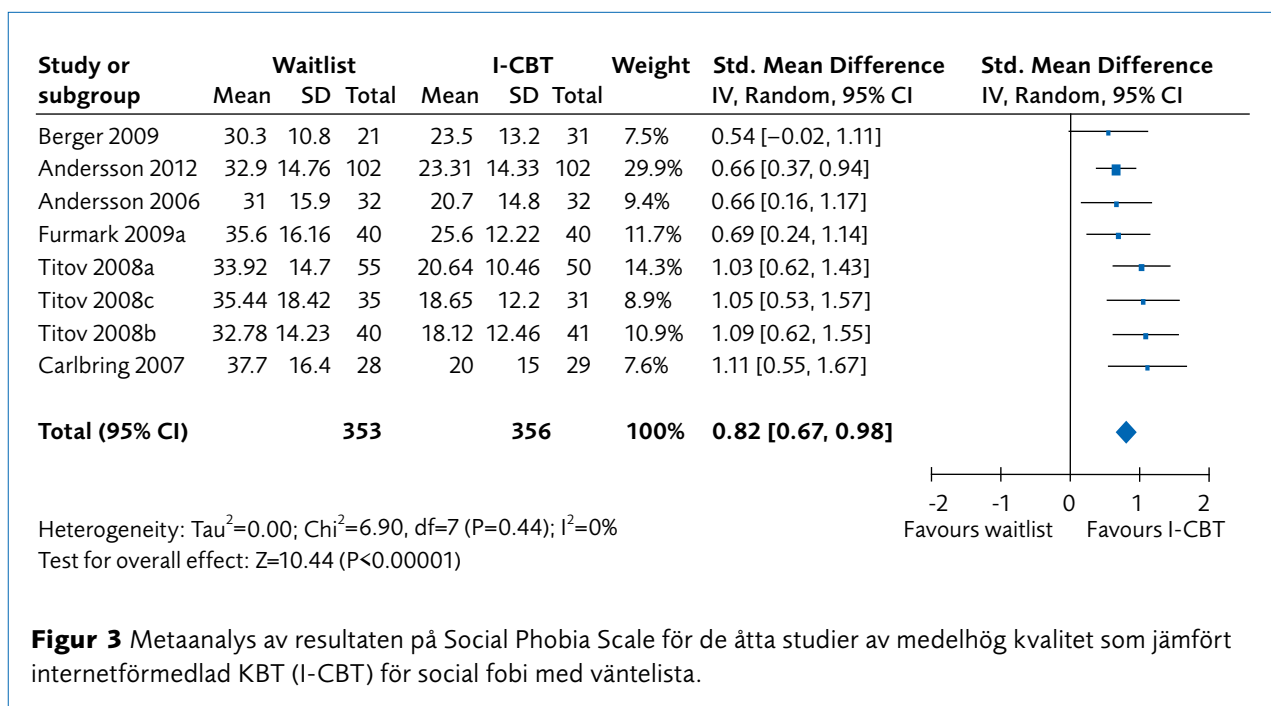 Study or Waitlist I-CBT Weight Std. Mean Difference Std. Mean Difference
subgroup Mean SD Total Mean SD Total IV, Random, 95% CI IV, Random, 95% CI
Berger 2009 30.3 10.8 21 23.5 13.2 31 7.5% 0.54 [–0.02, 1.11]
Andersson 2012 32.9 14.76 102 23.31 14.33 102 29.9% 0.66 [0.37, 0.94]
Andersson 2006 31 15.9 32 20.7 14.8 32 9.4% 0.66 [0.16, 1.17]
Furmark 2009a 35.6 16.16 40 25.6 12.22 40 11.7% 0.69 [0.24, 1.14]
Titov 2008a 33.92 14.7 55 20.64 10.46 50 14.3% 1.03 [0.62, 1.43]
Titov 2008c 35.44 18.42 35 18.65 12.2 31 8.9% 1.05 [0.53, 1.57]
Titov 2008b 32.78 14.23 40 18.12 12.46 41 10.9% 1.09 [0.62, 1.55]
Carlbring 2007 37.7 16.4 28 20 15 29 7.6% 1.11 [0.55, 1.67]
Total (95% CI) 353 356 100% 0.82 [0.67, 0.98]
-2 -1 0 1 2
Favours waitlist Favours I-CBT
Heterogeneity: Tau²=0.00; Chi²=6.90, df=7 (P=0.44); I²=0%
Test for overall effect: Z=10.44 (P<0.00001)
Figur 3 Metaanalys av resultaten på Social Phobia Scale för de åtta studier av medelhög kvalitet som jämfört
internetförmedlad KBT (I-CBT) för social fobi med väntelista.